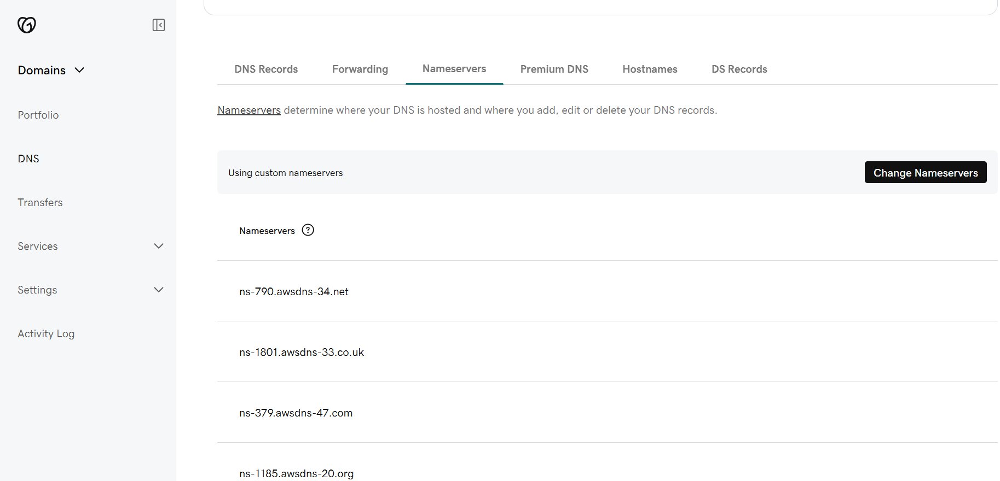 Domains
Portfolio
DNS
Transfers
Services
Settings
Activity Log
DNS Records
Forwarding
Nameservers
Premium DNS
Hostnames
DS Records
Nameservers determine where your DNS is hosted and where you add, edit or delete your DNS records.
Using custom nameservers
Change Nameservers
Nameservers ?
ns-790.awsdns-34.net
ns-1801.awsdns-33.co.uk
ns-379.awsdns-47.com
ns-1185.awsdns-20.org